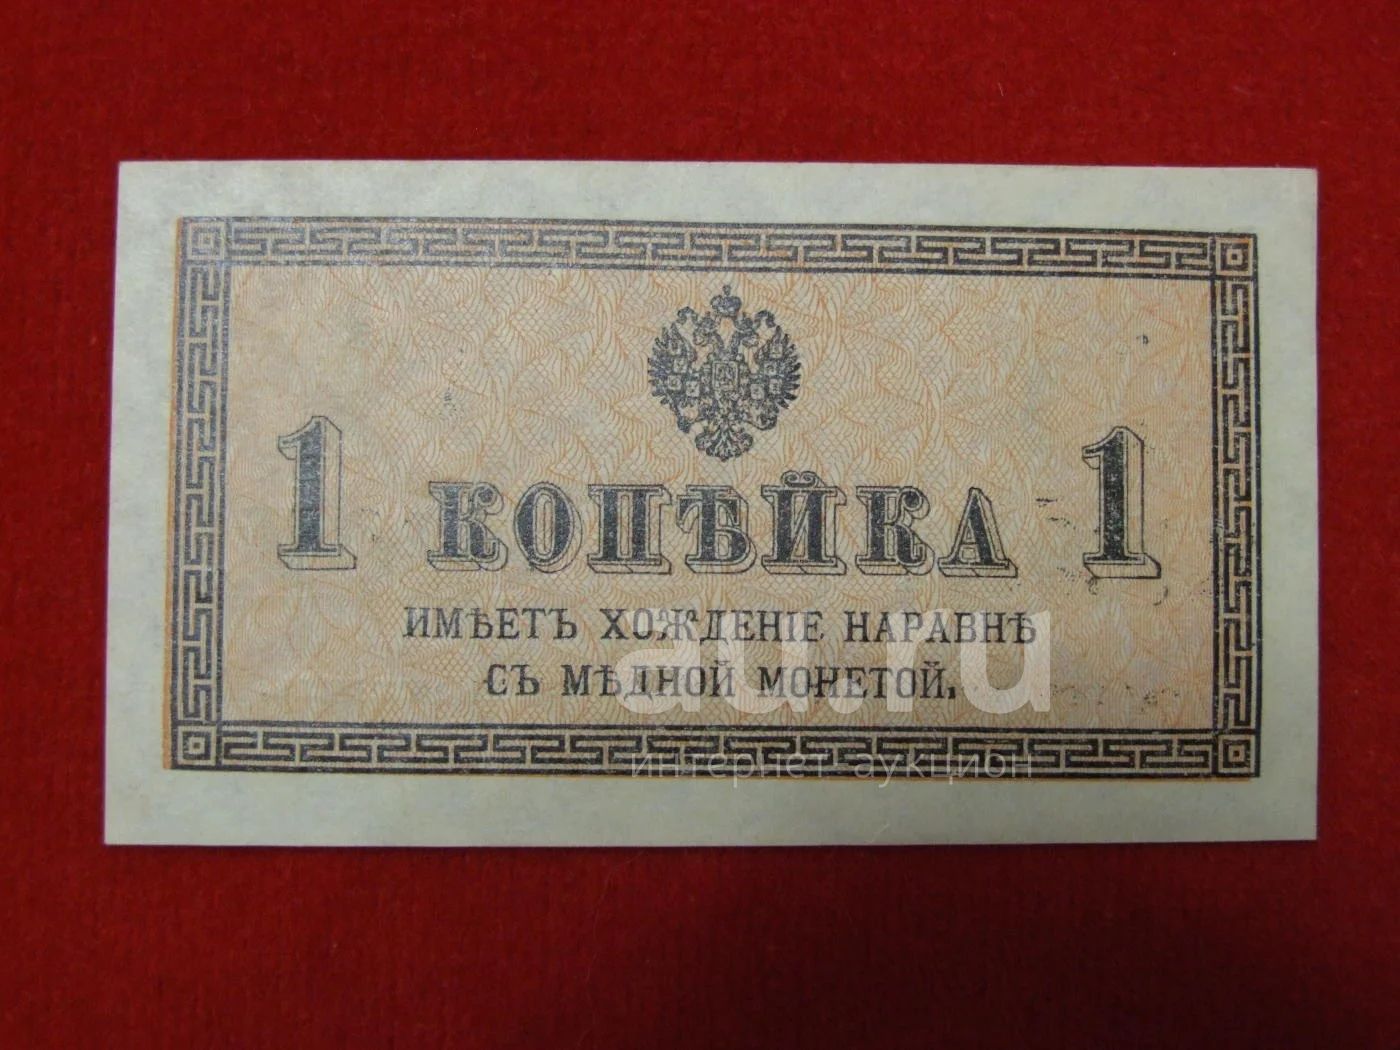 1 КОПѢЙКА 1
ИМѢЕТЪ ХОЖДЕНІЕ НАРАВНѢ
СЪ МѢДНОЙ МОНЕТОЙ.
au.ru
интернет аукцион